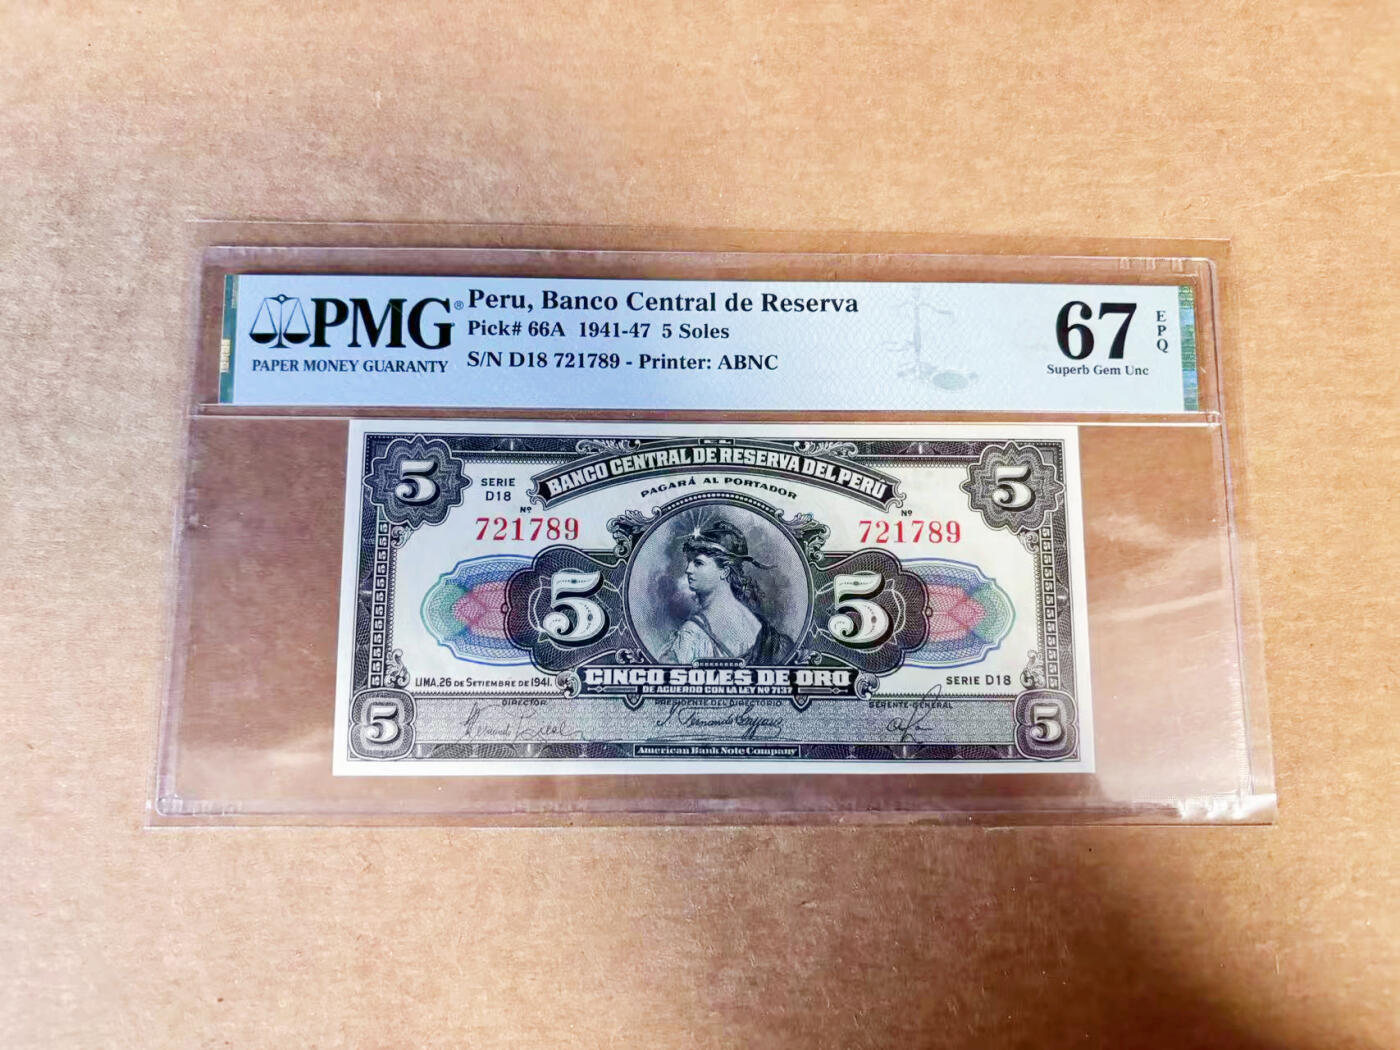 PMG®
PAPER MONEY GUARANTY
Peru, Banco Central de Reserva
Pick# 66A 1941-47 5 Soles
S/N D18 721789 - Printer: ABNC
67
EPQ
Superb Gem Unc
EL
BANCO CENTRAL DE RESERVA DEL PERU
PAGARÁ AL PORTADOR
5 5
SERIE
D18
Nº Nº
721789 721789
5 5
CINCO SOLES DE ORO
DE ACUERDO CON LA LEY Nº 7137
LIMA, 26 DE SETIEMBRE DE 1941. SERIE D18
DIRECTOR PRESIDENTE DEL DIRECTORIO GERENTE-GENERAL
5 5
American Bank Note Company